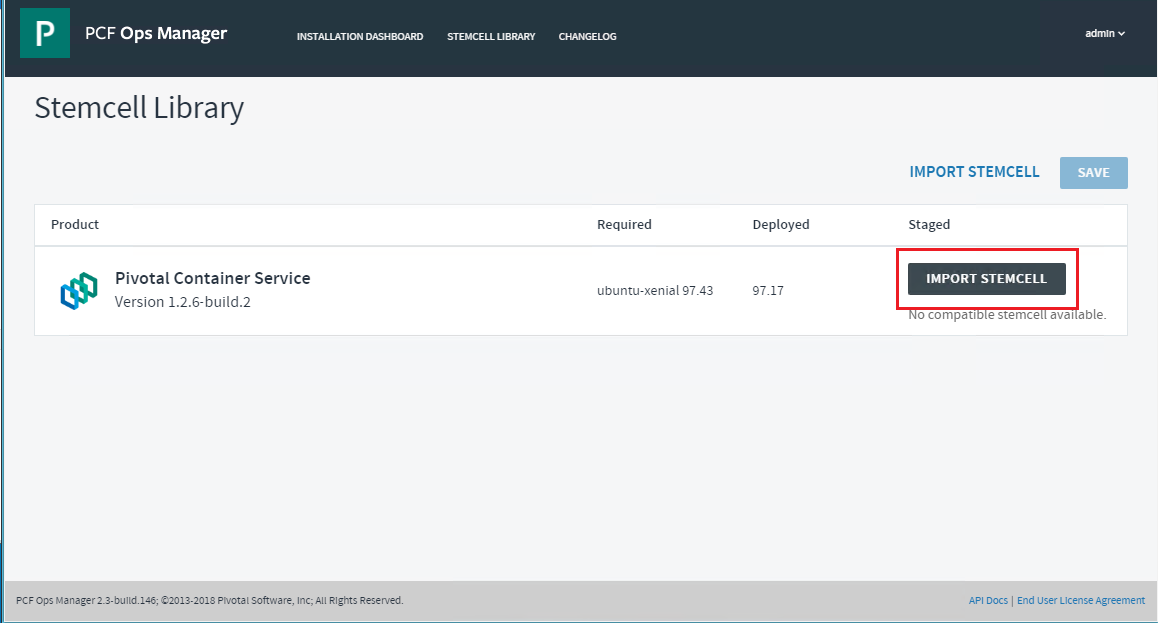 P PCF Ops Manager INSTALLATION DASHBOARD STEMCELL LIBRARY CHANGELOG admin
Stemcell Library
IMPORT STEMCELL SAVE
Product Required Deployed Staged
Pivotal Container Service
Version 1.2.6-build.2
ubuntu-xenial 97.43 97.17
IMPORT STEMCELL
No compatible stemcell available.
PCF Ops Manager 2.3-build.146; ©2013-2018 Pivotal Software, Inc; All Rights Reserved. API Docs | End User License Agreement